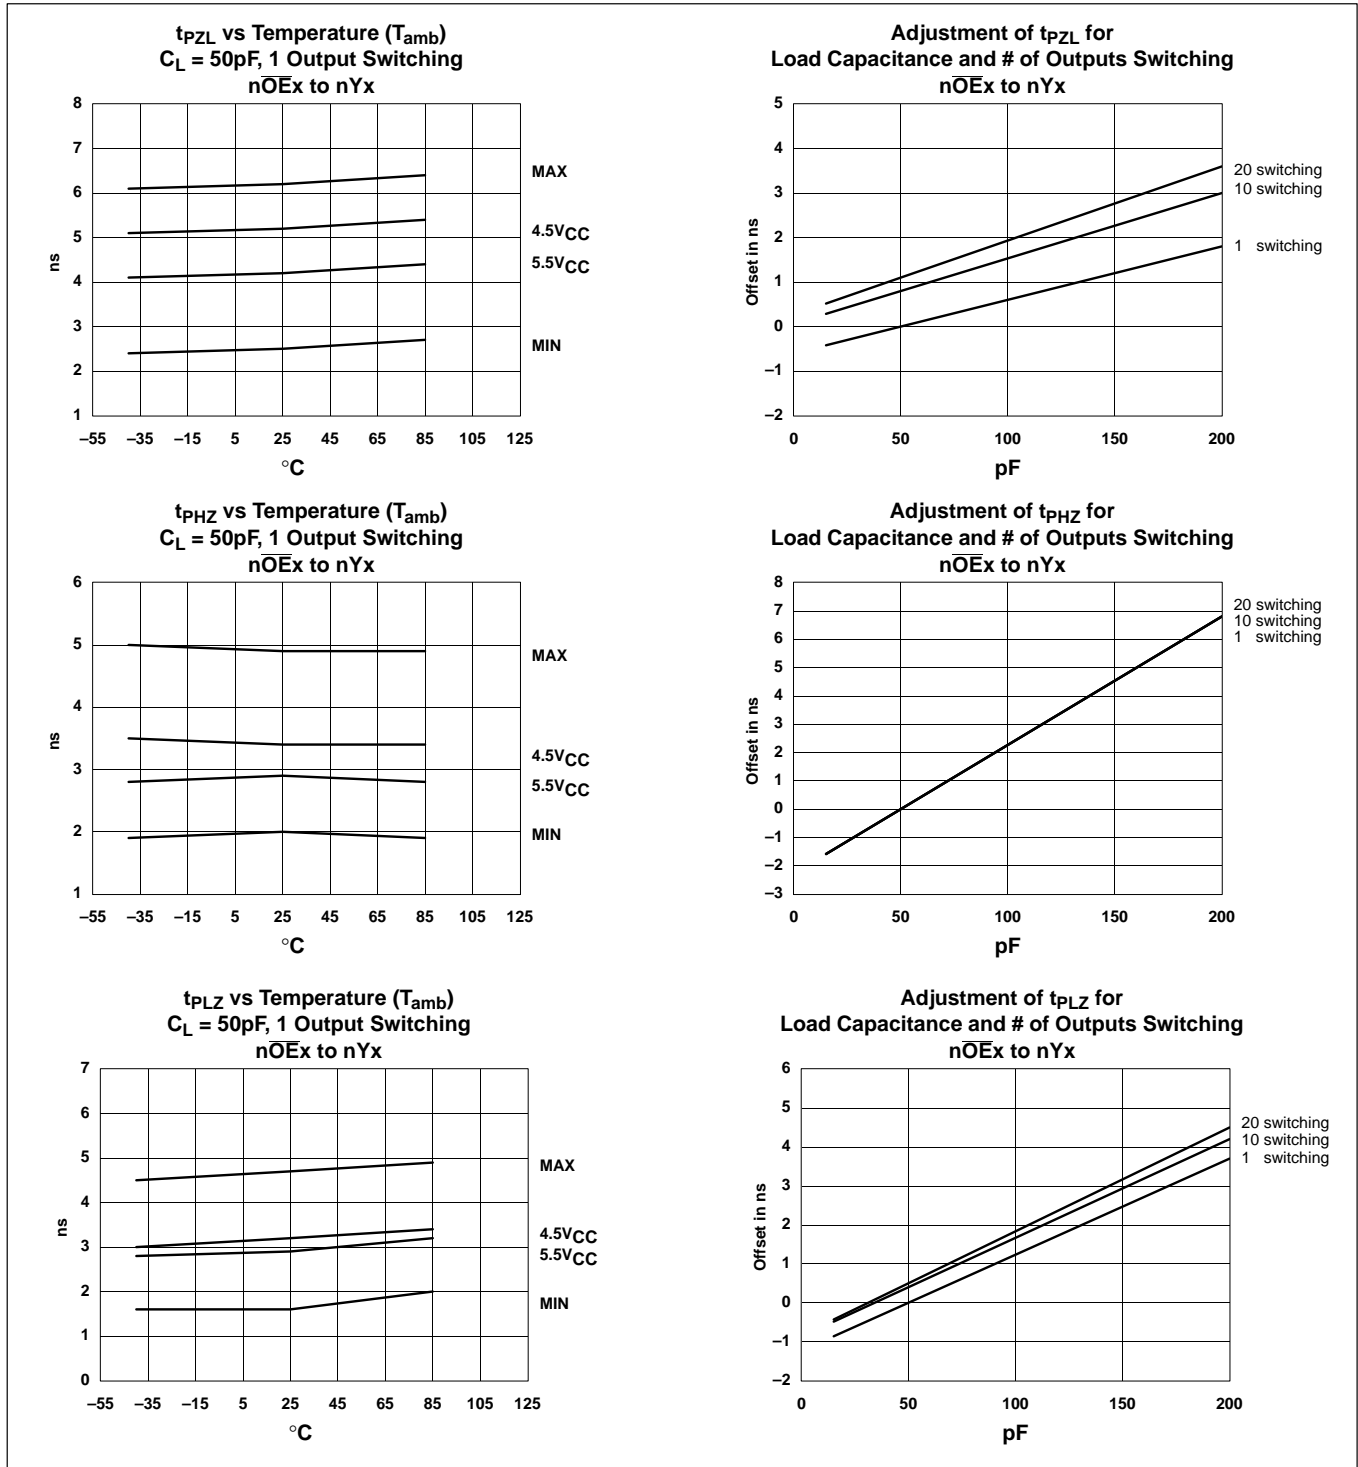 tPZL vs Temperature (Tamb)
CL = 50pF, 1 Output Switching
nOEx to nYx
8
7
6
5
4
3
2
1
ns
MAX
4.5VCC
5.5VCC
MIN
–55 –35 –15 5 25 45 65 85 105 125
°C
Adjustment of tPZL for
Load Capacitance and # of Outputs Switching
nOEx to nYx
5
4
3
2
1
0
–1
–2
Offset in ns
20 switching
10 switching
1 switching
0 50 100 150 200
pF
tPHZ vs Temperature (Tamb)
CL = 50pF, 1 Output Switching
nOEx to nYx
6
5
4
3
2
1
ns
MAX
4.5VCC
5.5VCC
MIN
–55 –35 –15 5 25 45 65 85 105 125
°C
Adjustment of tPHZ for
Load Capacitance and # of Outputs Switching
nOEx to nYx
8
7
6
5
4
3
2
1
0
–1
–2
–3
Offset in ns
20 switching
10 switching
1 switching
0 50 100 150 200
pF
tPLZ vs Temperature (Tamb)
CL = 50pF, 1 Output Switching
nOEx to nYx
7
6
5
4
3
2
1
0
ns
MAX
4.5VCC
5.5VCC
MIN
–55 –35 –15 5 25 45 65 85 105 125
°C
Adjustment of tPLZ for
Load Capacitance and # of Outputs Switching
nOEx to nYx
6
5
4
3
2
1
0
–1
–2
Offset in ns
20 switching
10 switching
1 switching
0 50 100 150 200
pF